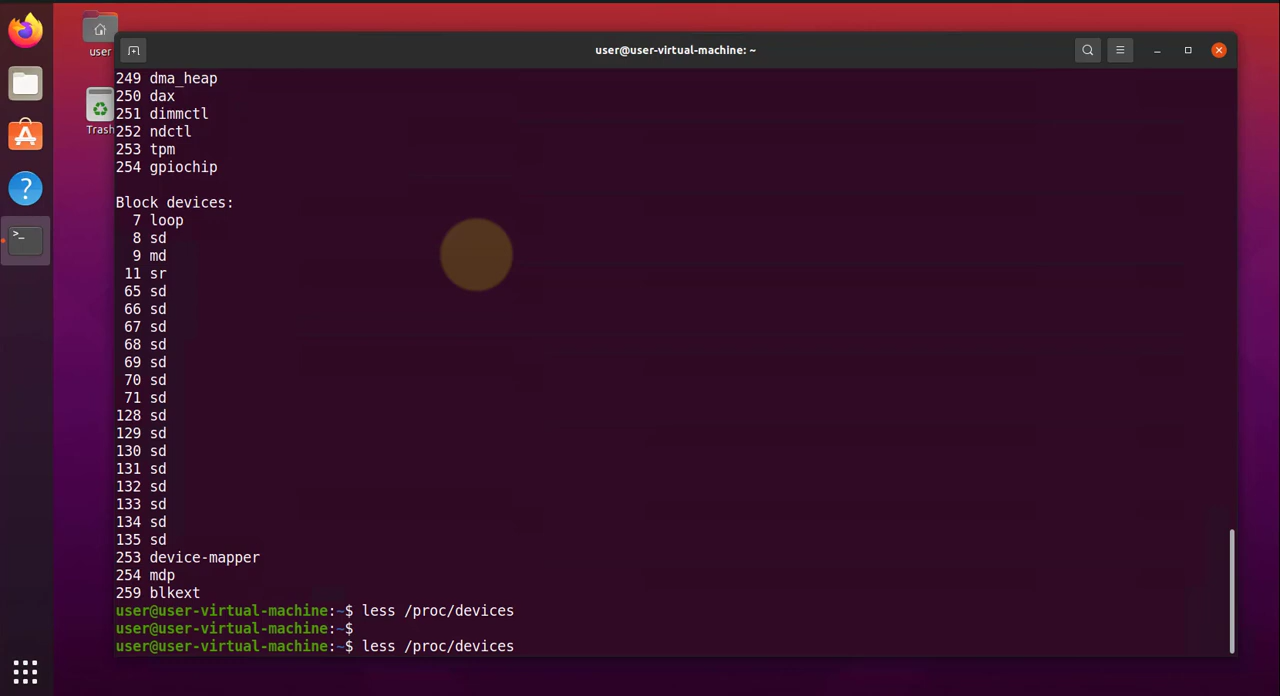 user@user-virtual-machine: ~
user
Trash
249 dma_heap
250 dax
251 dimmctl
252 ndctl
253 tpm
254 gpiochip
Block devices:
7 loop
8 sd
9 md
11 sr
65 sd
66 sd
67 sd
68 sd
69 sd
70 sd
71 sd
128 sd
129 sd
130 sd
131 sd
132 sd
133 sd
134 sd
135 sd
253 device-mapper
254 mdp
259 blkext
user@user-virtual-machine:~$ less /proc/devices
user@user-virtual-machine:~$
user@user-virtual-machine:~$ less /proc/devices